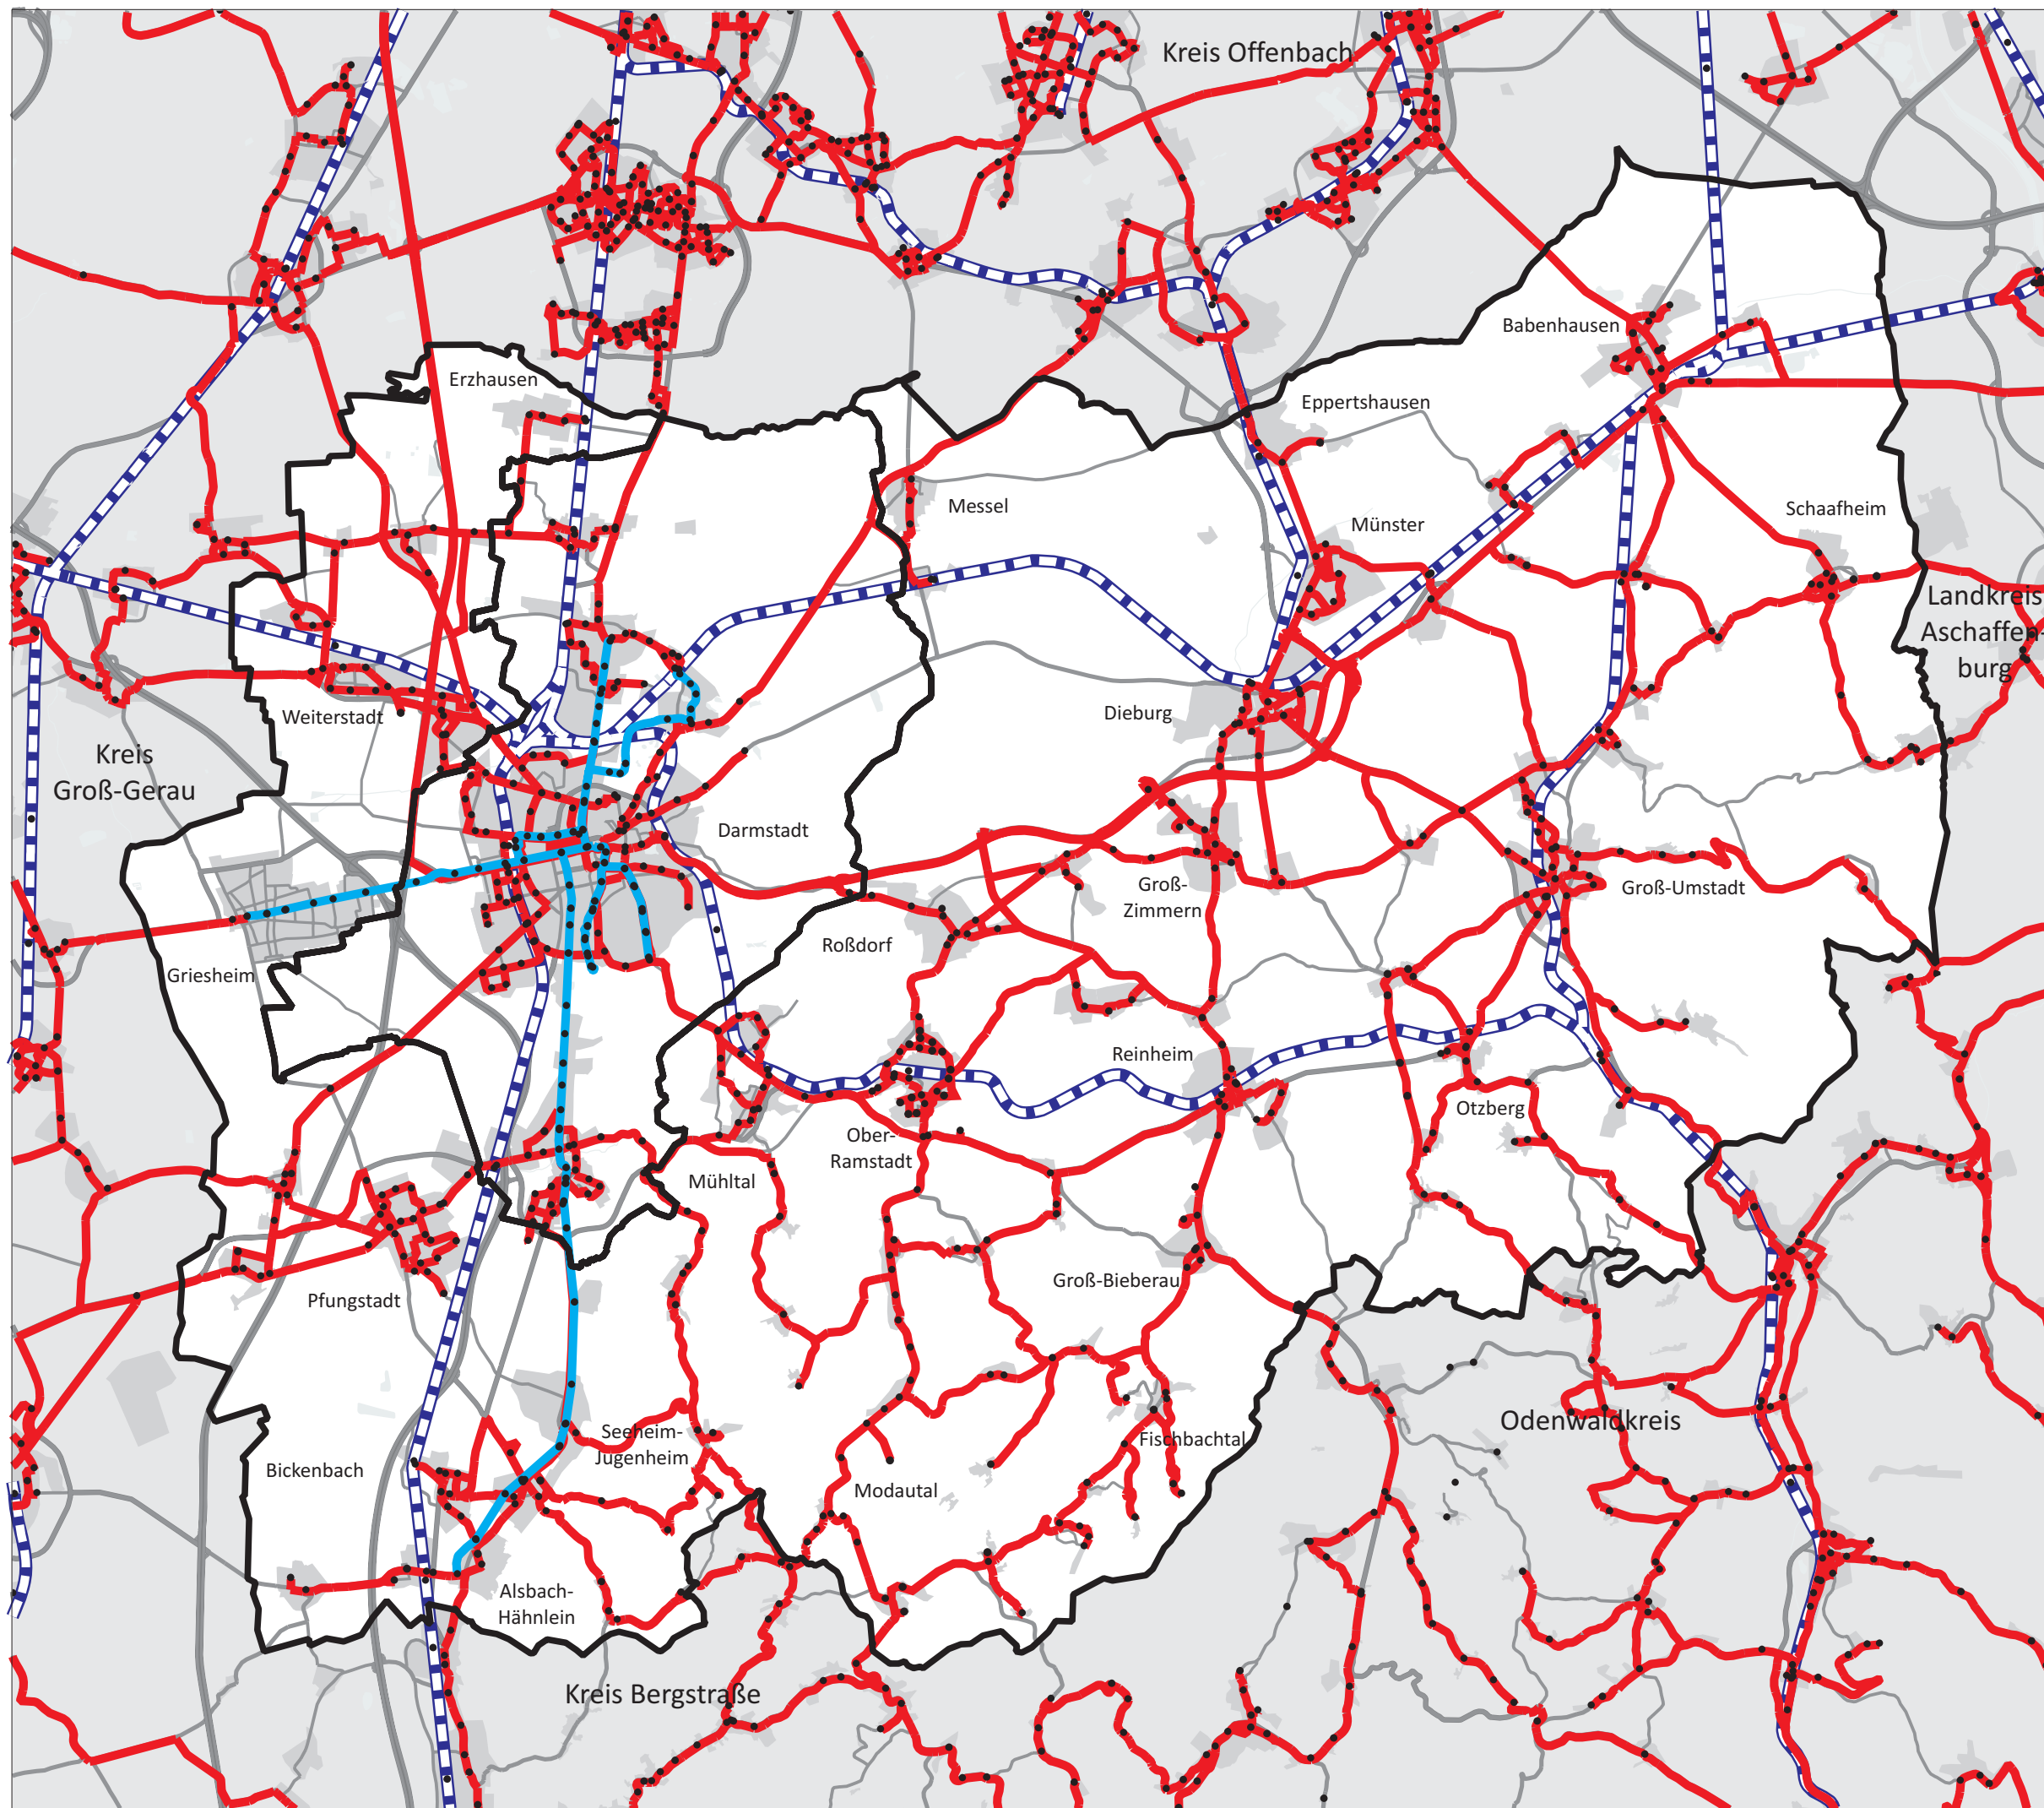 Kreis Offenbach
Babenhausen
Erzhausen
Eppertshausen
Messel
Schaafheim
Münster
Landkreis
Aschaffen-
burg
Dieburg
Weiterstadt
Kreis
Groß-Gerau
Darmstadt
Groß-
Zimmern
Groß-Umstadt
Roßdorf
Griesheim
Reinheim
Otzberg
Ober-
Ramstadt
Mühltal
Groß-Bieberau
Pfungstadt
Odenwaldkreis
Seeheim-
Jugenheim
Fischbachtal
Bickenbach
Modautal
Alsbach-
Hähnlein
Kreis Bergstraße